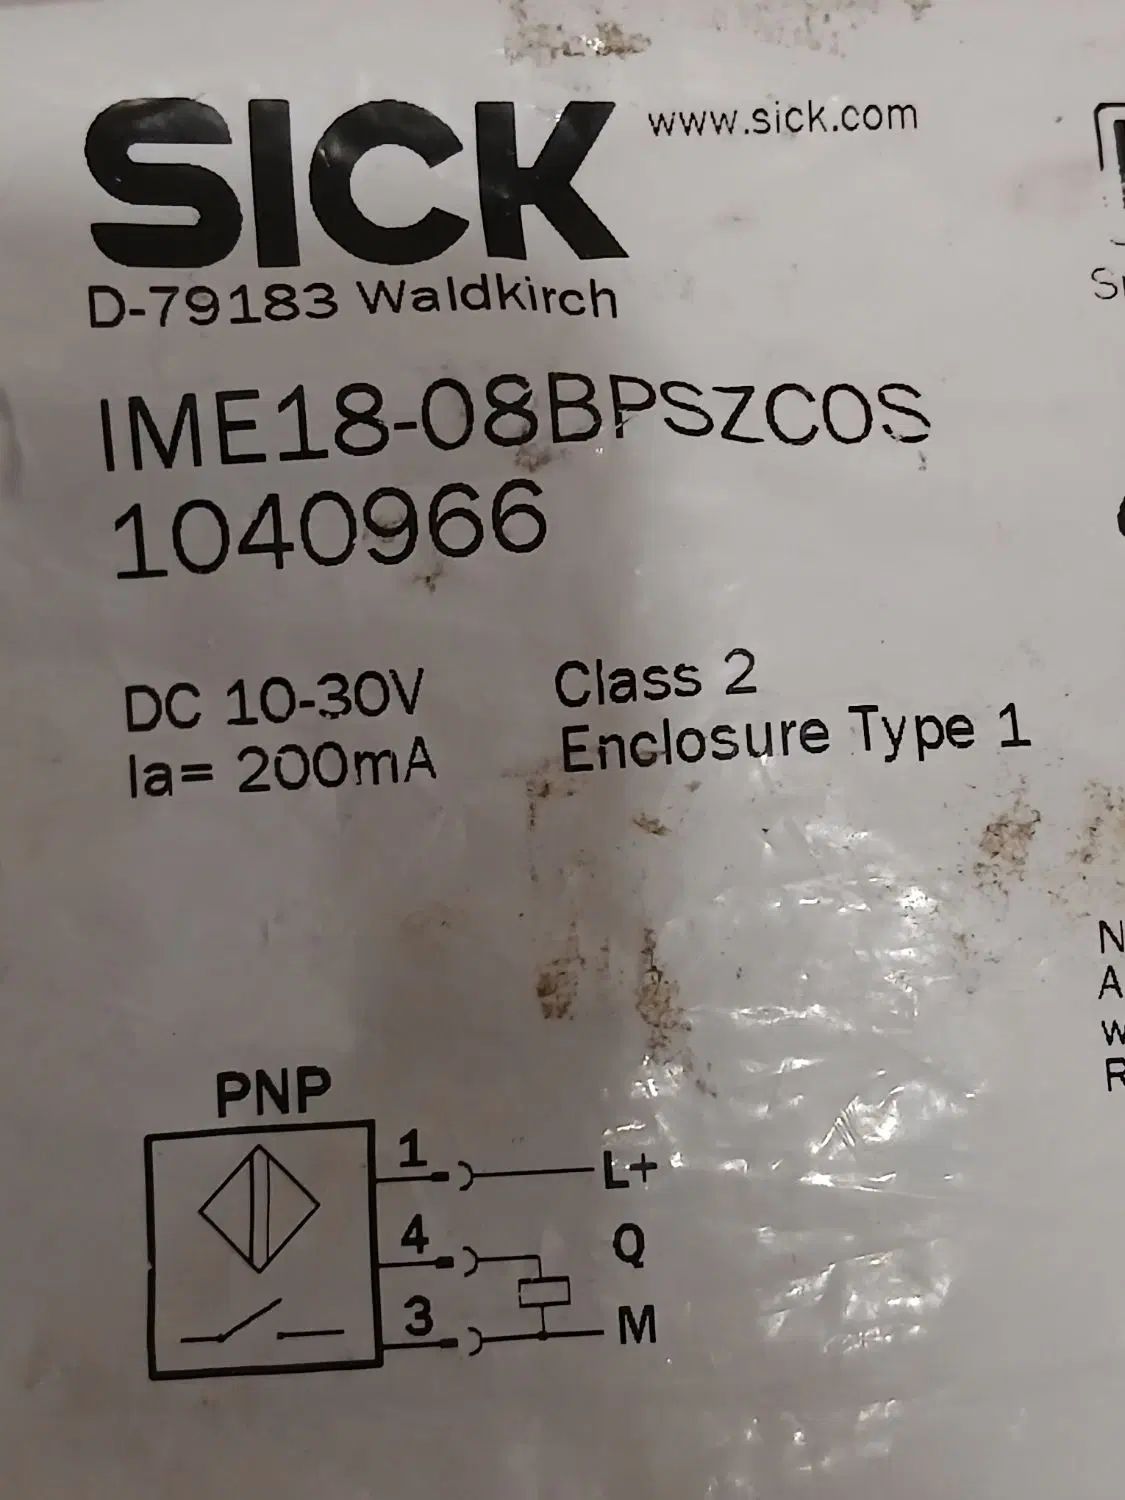 SICK
www.sick.com
D-79183 Waldkirch
IME18-08BPSZC0S
1040966
DC 10-30V
Ia= 200mA
Class 2
Enclosure Type 1
PNP
1
L+
4
Q
3
M